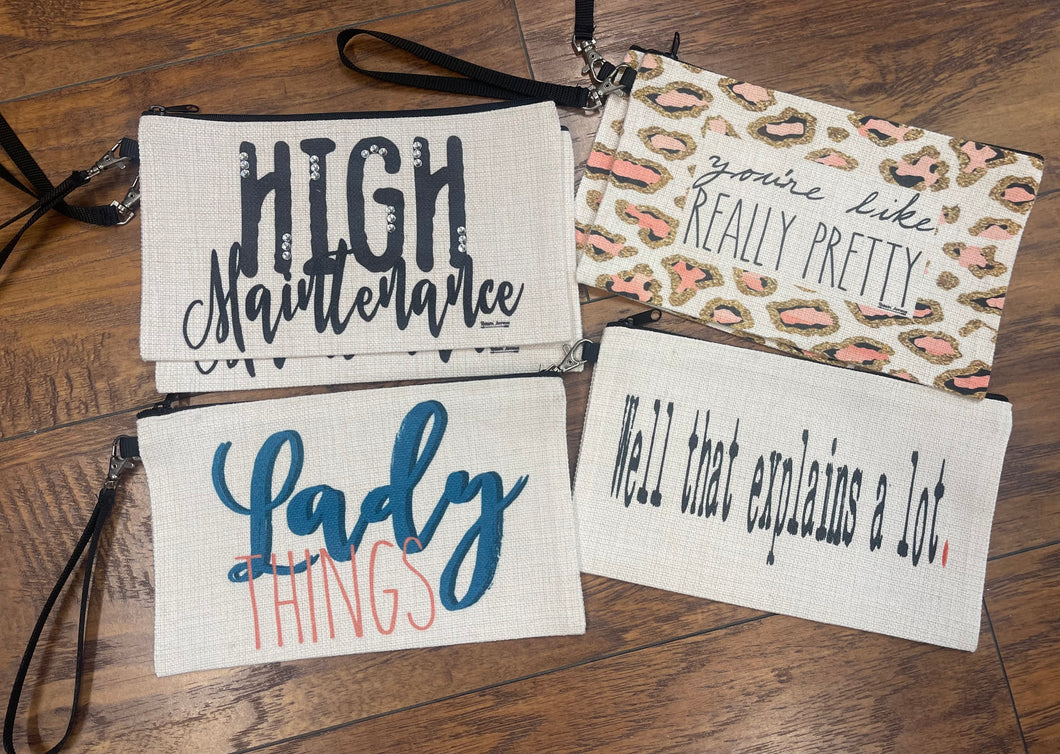 HIGH
Maintenance
you're like,
REALLY PRETTY
Lady
THINGS
Well that explains a lot.